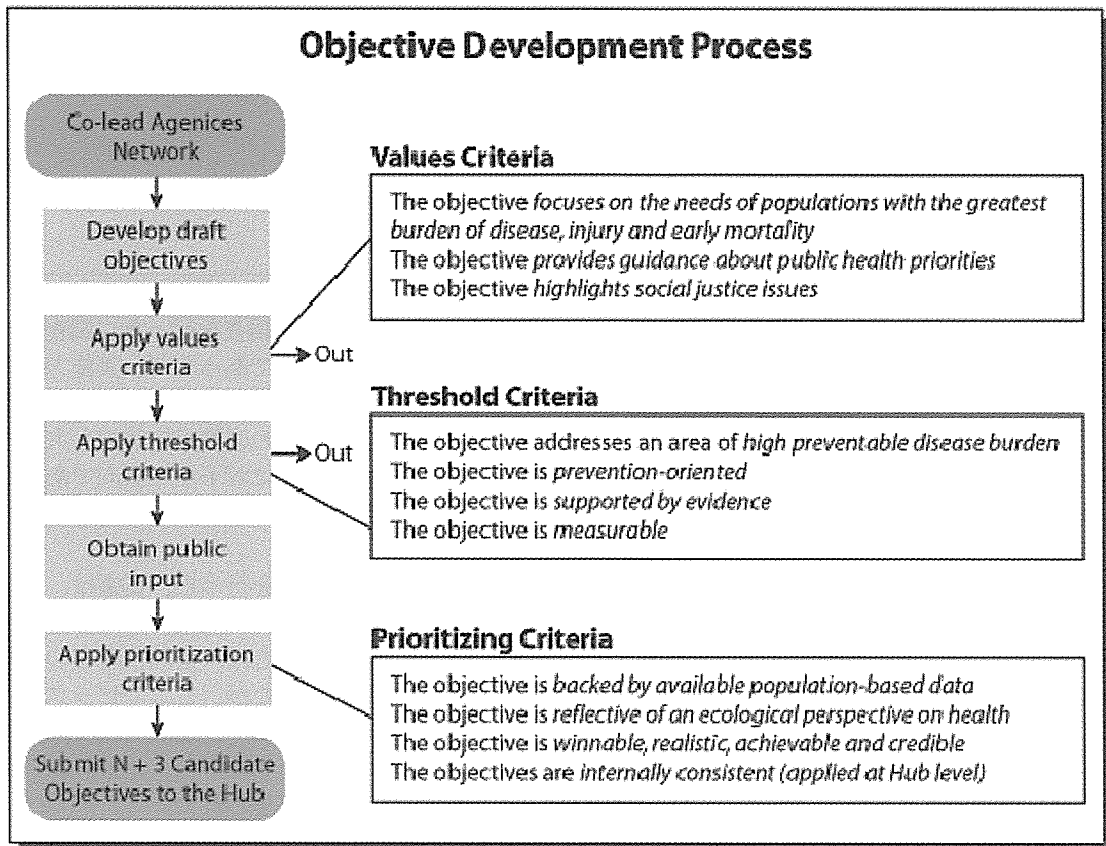 Objective Development Process
Co-lead Agenices
Network
Develop draft
objectives
Apply values
criteria
Out
Apply threshold
criteria
Out
Obtain public
input
Apply prioritization
criteria
Submit N + 3 Candidate
Objectives to the Hub
Values Criteria
The objective focuses on the needs of populations with the greatest
burden of disease, injury and early mortality
The objective provides guidance about public health priorities
The objective highlights social justice issues
Threshold Criteria
The objective addresses an area of high preventable disease burden
The objective is prevention-oriented
The objective is supported by evidence
The objective is measurable
Prioritizing Criteria
The objective is backed by available population-based data
The objective is reflective of an ecological perspective on health
The objective is winnable, realistic, achievable and credible
The objectives are internally consistent (applied at Hub level)